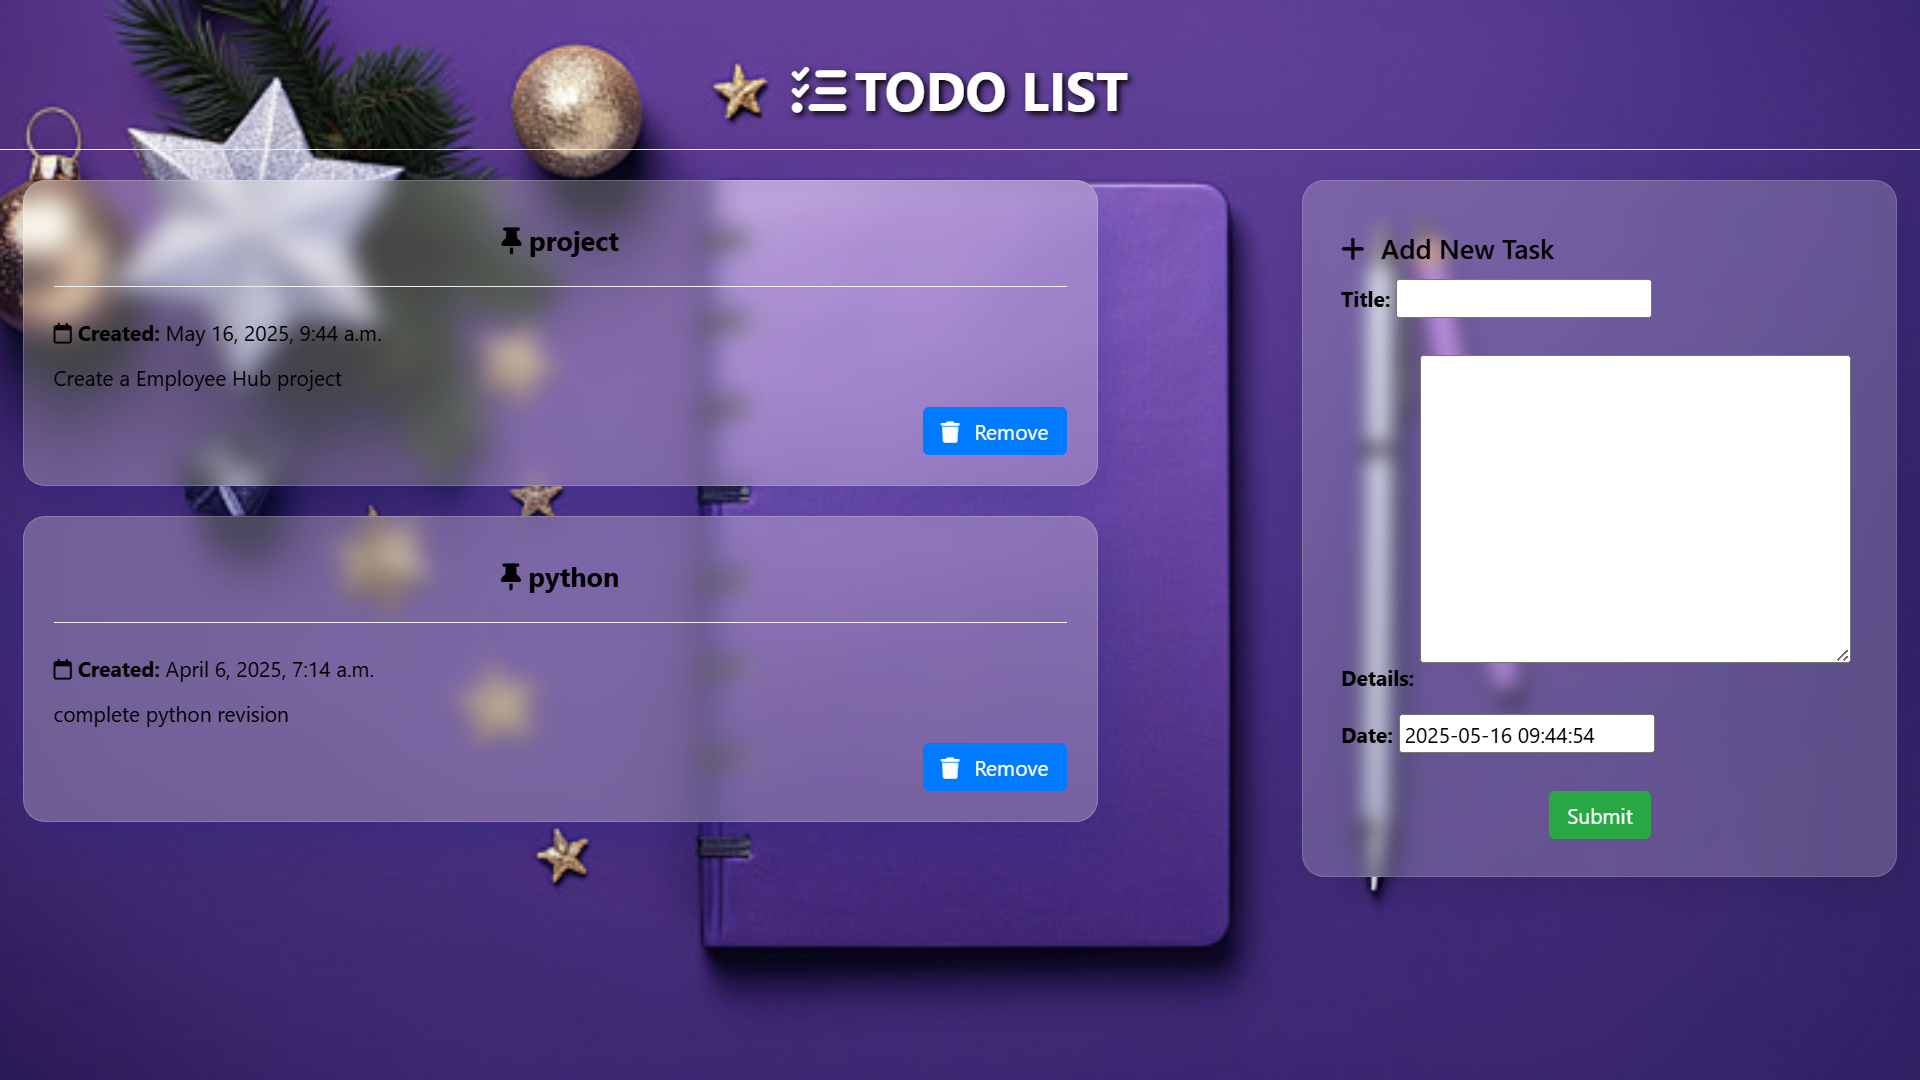 TODO LIST
project
Created: May 16, 2025, 9:44 a.m.
Create a Employee Hub project
Remove
python
Created: April 6, 2025, 7:14 a.m.
complete python revision
Remove
Add New Task
Title:
Details:
Date: 2025-05-16 09:44:54
Submit